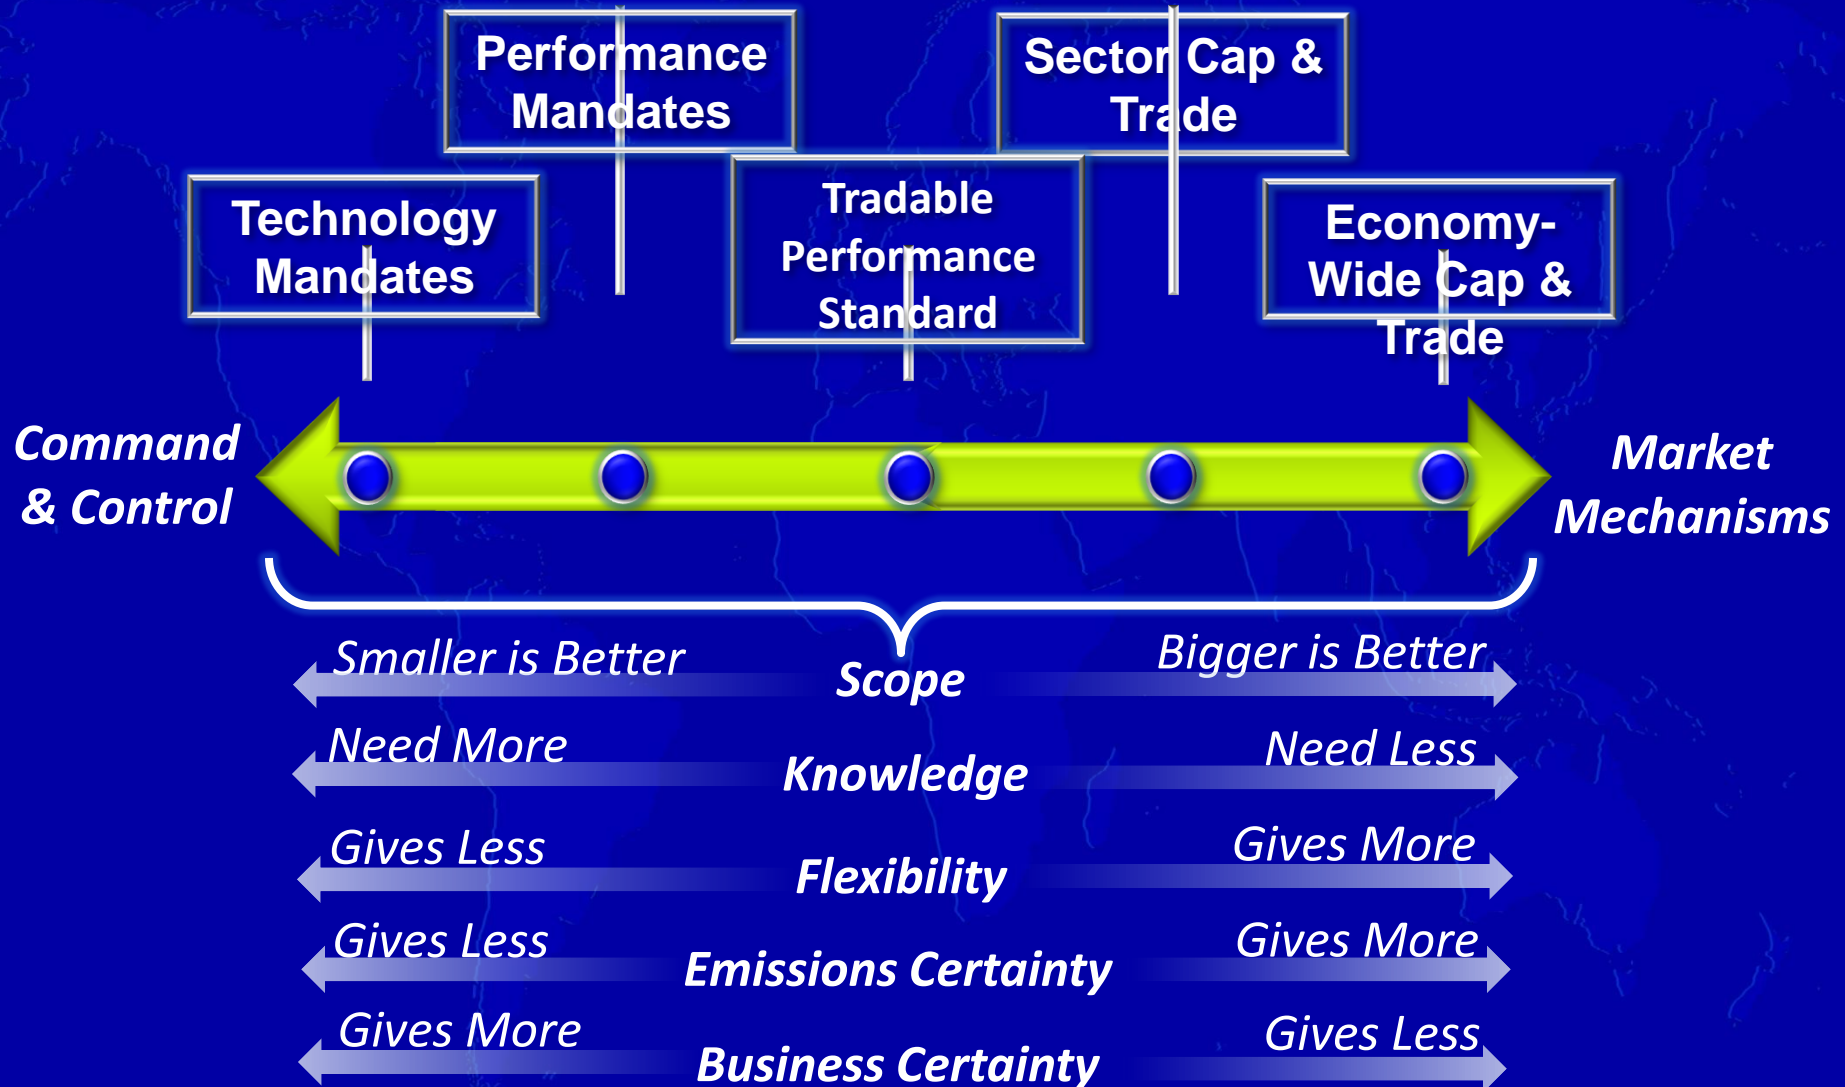 Performance
Mandates
Sector Cap &
Trade
Technology
Mandates
Tradable
Performance
Standard
Economy-
Wide Cap &
Trade
Command
& Control
Market
Mechanisms
Smaller is Better
Scope
Bigger is Better
Need More
Knowledge
Need Less
Gives Less
Flexibility
Gives More
Gives Less
Emissions Certainty
Gives More
Gives More
Business Certainty
Gives Less